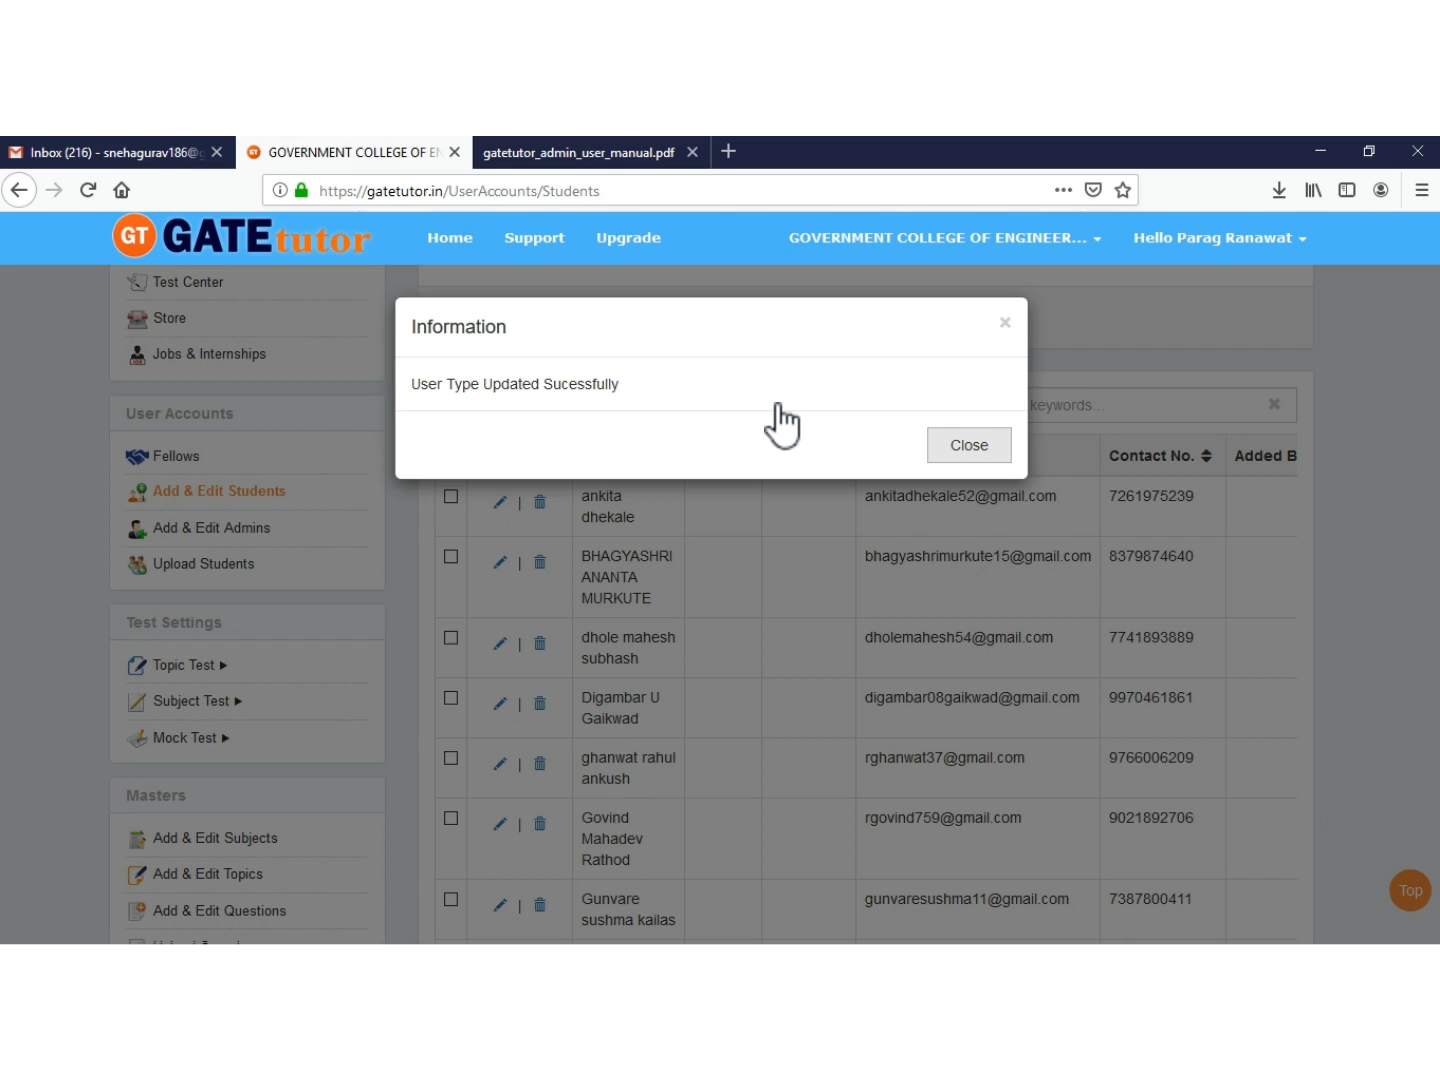 Inbox (216) - snehagurav186@g
GOVERNMENT COLLEGE OF EN
gatetutor_admin_user_manual.pdf
https://gatetutor.in/UserAccounts/Students
GT GATEtutor
Home
Support
Upgrade
GOVERNMENT COLLEGE OF ENGINEER...
Hello Parag Ranawat
Test Center
Store
Jobs & Internships
User Accounts
Fellows
Add & Edit Students
Add & Edit Admins
Upload Students
Test Settings
Topic Test
Subject Test
Mock Test
Masters
Add & Edit Subjects
Add & Edit Topics
Add & Edit Questions
Information
×
User Type Updated Sucessfully
Close
keywords...
Contact No.
Added B
ankita
dhekale
ankitadhekale52@gmail.com
7261975239
BHAGYASHRI
ANANTA
MURKUTE
bhagyashrimurkute15@gmail.com
8379874640
dhole mahesh
subhash
dholemahesh54@gmail.com
7741893889
Digambar U
Gaikwad
digambar08gaikwad@gmail.com
9970461861
ghanwat rahul
ankush
rghanwat37@gmail.com
9766006209
Govind
Mahadev
Rathod
rgovind759@gmail.com
9021892706
Gunvare
sushma kailas
gunvaresushma11@gmail.com
7387800411
Top